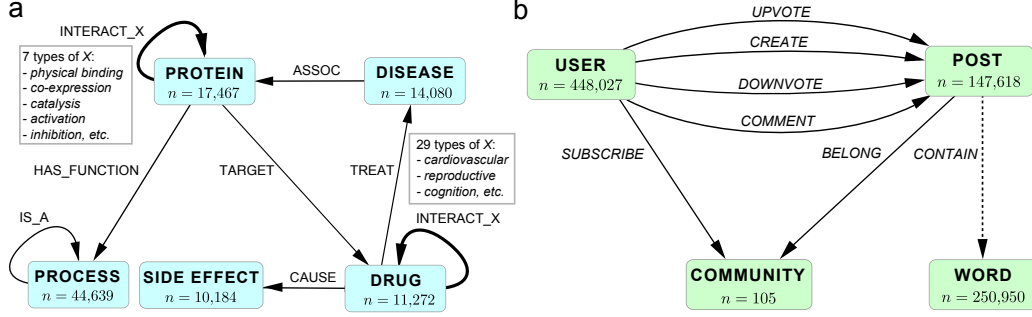 a
INTERACT_X
7 types of X:
- physical binding
- co-expression
- catalysis
- activation
- inhibition, etc.
PROTEIN
n = 17,467
ASSOC
DISEASE
n = 14,080
HAS_FUNCTION
TARGET
TREAT
29 types of X:
- cardiovascular
- reproductive
- cognition, etc.
INTERACT_X
IS_A
PROCESS
n = 44,639
SIDE EFFECT
n = 10,184
CAUSE
DRUG
n = 11,272
b
UPVOTE
CREATE
DOWNVOTE
COMMENT
USER
n = 448,027
POST
n = 147,618
SUBSCRIBE
BELONG
CONTAIN
COMMUNITY
n = 105
WORD
n = 250,950